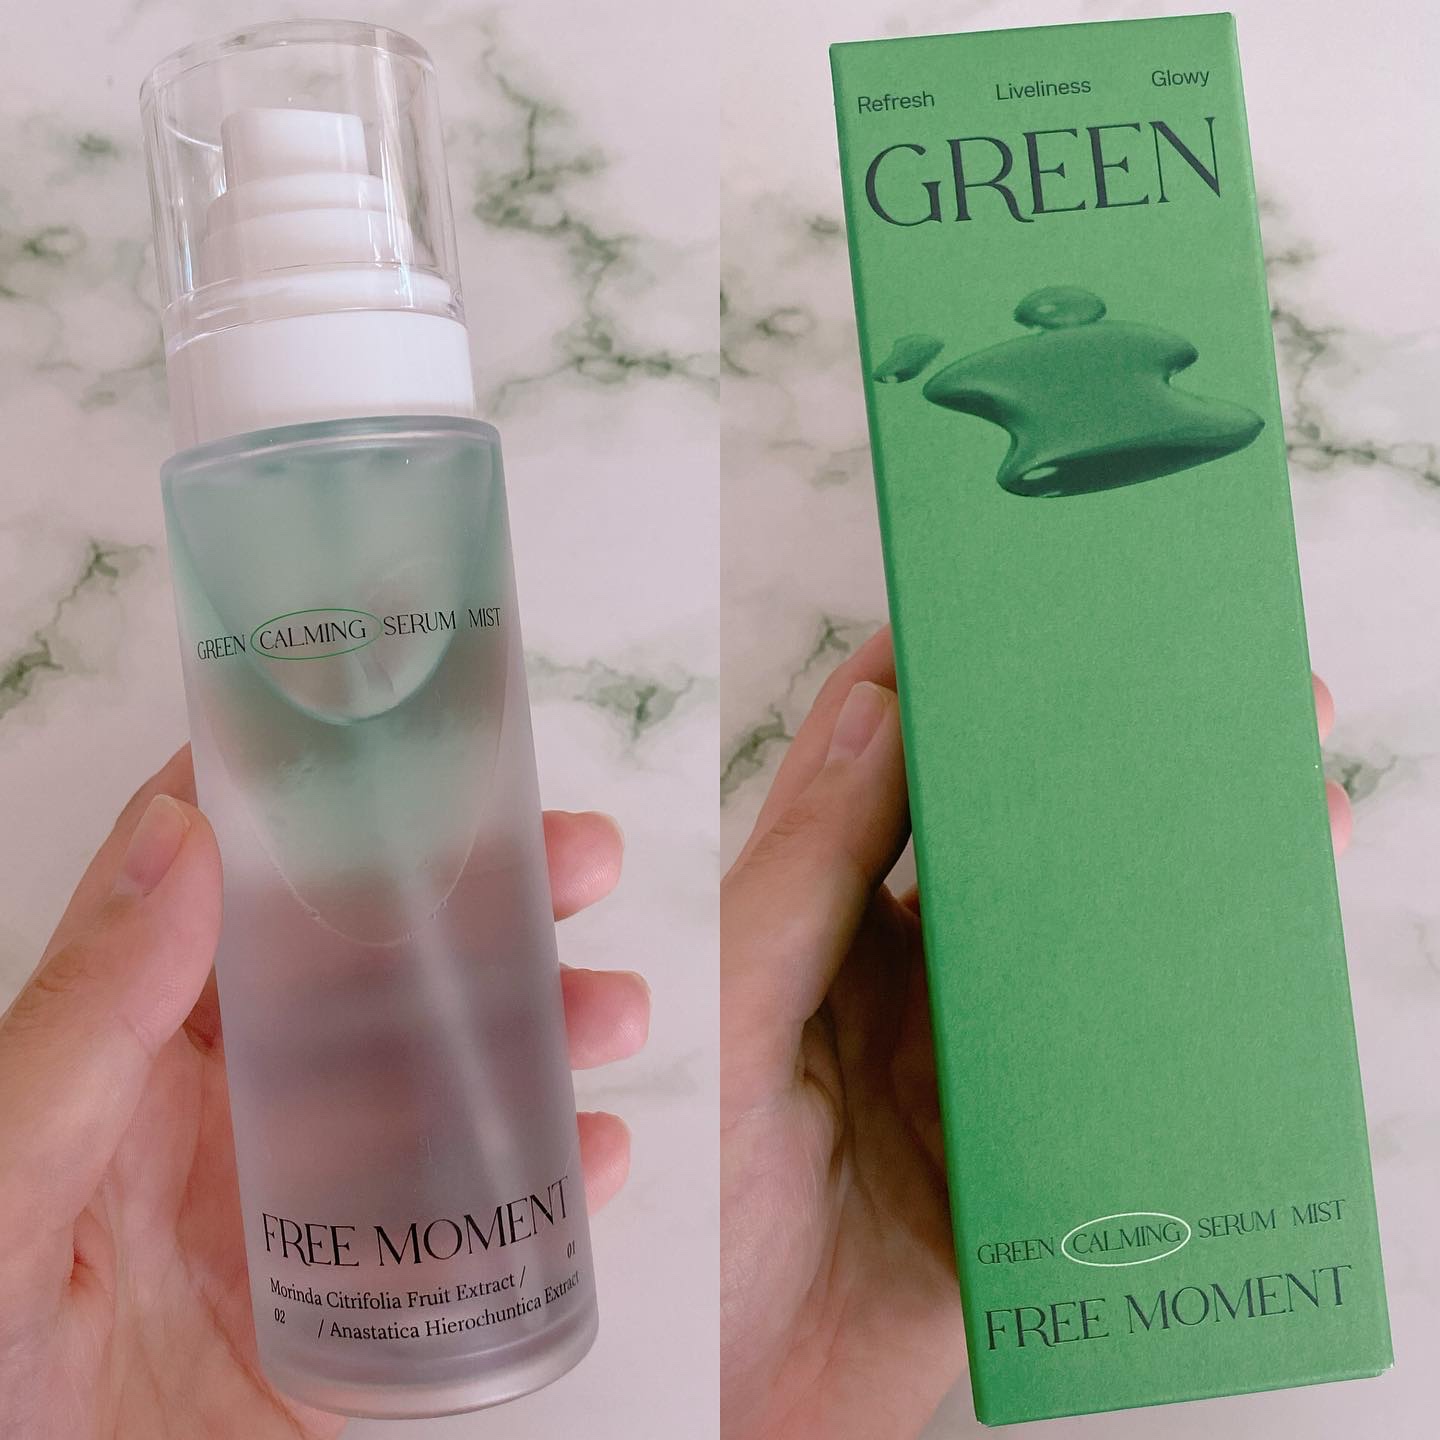 GREEN CALMING SERUM MIST
FREE MOMENT
01
Morinda Citrifolia Fruit Extract /
02 / Anastatica Hierochuntica Extract
Refresh Liveliness Glowy
GREEN
GREEN CALMING SERUM MIST
FREE MOMENT